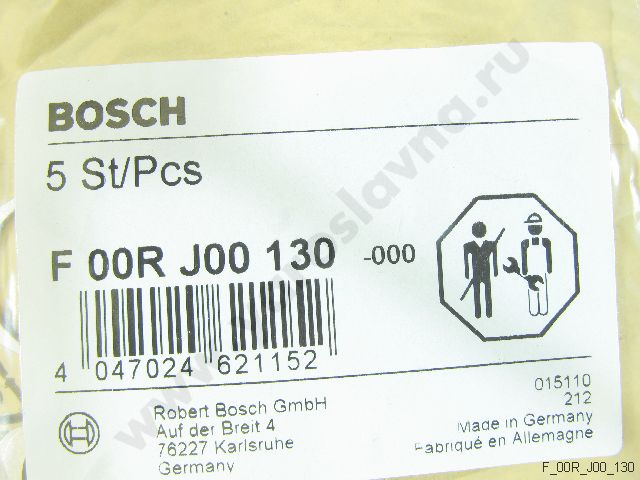 BOSCH
5 St/Pcs
F 00R J00 130 -000
4 047024 621152
Robert Bosch GmbH
Auf der Breit 4
76227 Karlsruhe
Germany
015110
212
Made in Germany
Fabriqué en Allemagne
F_00R_J00_130